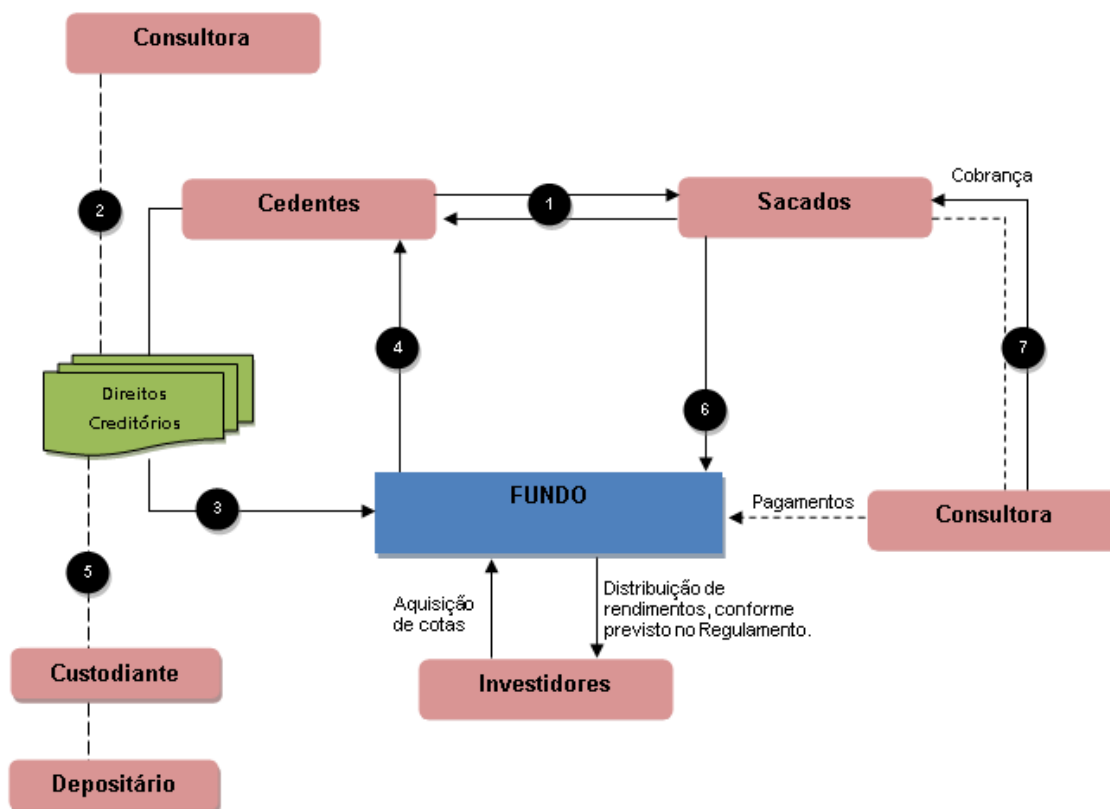 Consultora
Cobrança
2
Cedentes
1
Sacados
4
7
Direitos
Creditórios
6
FUNDO
3
Pagamentos
Consultora
5
Aquisição
de cotas
Distribuição de
rendimentos, conforme
previsto no Regulamento.
Custodiante
Investidores
Depositário